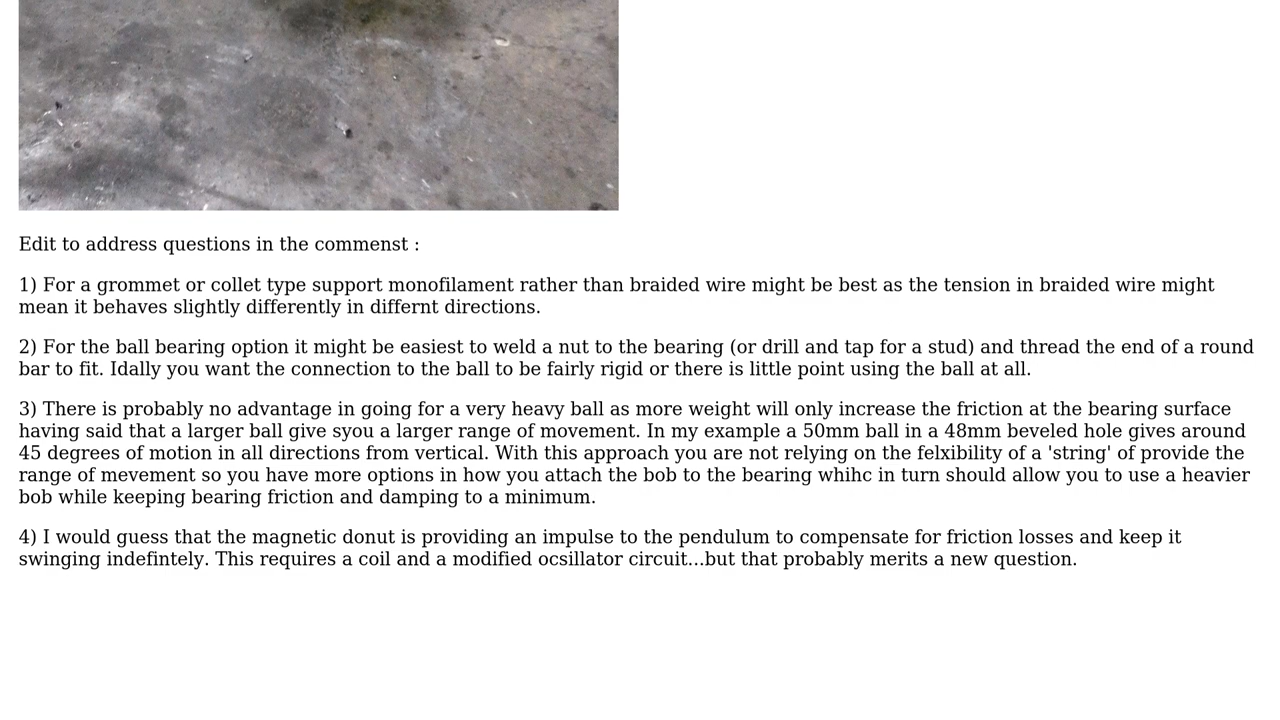 Edit to address questions in the commenst :
1) For a grommet or collet type support monofilament rather than braided wire might be best as the tension in braided wire might
mean it behaves slightly differently in differnt directions.
2) For the ball bearing option it might be easiest to weld a nut to the bearing (or drill and tap for a stud) and thread the end of a round
bar to fit. Idally you want the connection to the ball to be fairly rigid or there is little point using the ball at all.
3) There is probably no advantage in going for a very heavy ball as more weight will only increase the friction at the bearing surface
having said that a larger ball give syou a larger range of movement. In my example a 50mm ball in a 48mm beveled hole gives around
45 degrees of motion in all directions from vertical. With this approach you are not relying on the felxibility of a 'string' of provide the
range of mevement so you have more options in how you attach the bob to the bearing whihc in turn should allow you to use a heavier
bob while keeping bearing friction and damping to a minimum.
4) I would guess that the magnetic donut is providing an impulse to the pendulum to compensate for friction losses and keep it
swinging indefintely. This requires a coil and a modified ocsillator circuit...but that probably merits a new question.